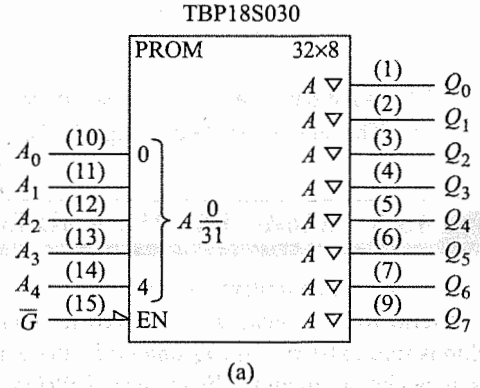 TBP18S030
PROM 32×8
A ▽ (1) Q₀
A ▽ (2) Q₁
A₀ (10) 0 A ▽ (3) Q₂
A₁ (11) A ▽ (4) Q₃
A₂ (12) A 0/31 A ▽ (5) Q₄
A₃ (13) A ▽ (6) Q₅
A₄ (14) 4 A ▽ (7) Q₆
G̅ (15) EN A ▽ (9) Q₇
(a)